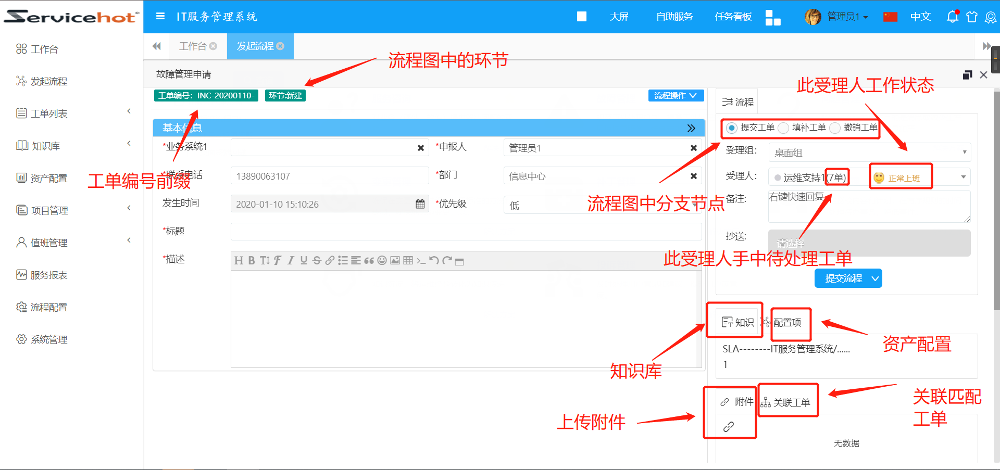 Servicehot®
IT服务管理系统
大屏
自助服务
任务看板
管理员1
中文
工作台
发起流程
工单列表
知识库
资产配置
项目管理
值班管理
服务报表
流程配置
系统管理
工作台
发起流程
流程图中的环节
故障管理申请
工单编号：INC-20200110-
环节:新建
流程操作
基本信息
*业务系统1
*申报人
管理员1
*联系电话
13890063107
*部门
信息中心
工单编号前缀
发生时间
2020-01-10 15:10:26
*优先级
低
*标题
*描述
H B
此受理人工作状态
流程
提交工单
填补工单
撤销工单
受理组:
桌面组
受理人:
运维支持1(7单)
正常上班
流程图中分支节点
备注:
右键快速回复
抄送:
请选择
此受理人手中待处理工单
提交流程
知识
配置项
资产配置
SLA--------IT服务管理系统/......
1
知识库
附件
关联工单
关联匹配
工单
上传附件
无数据